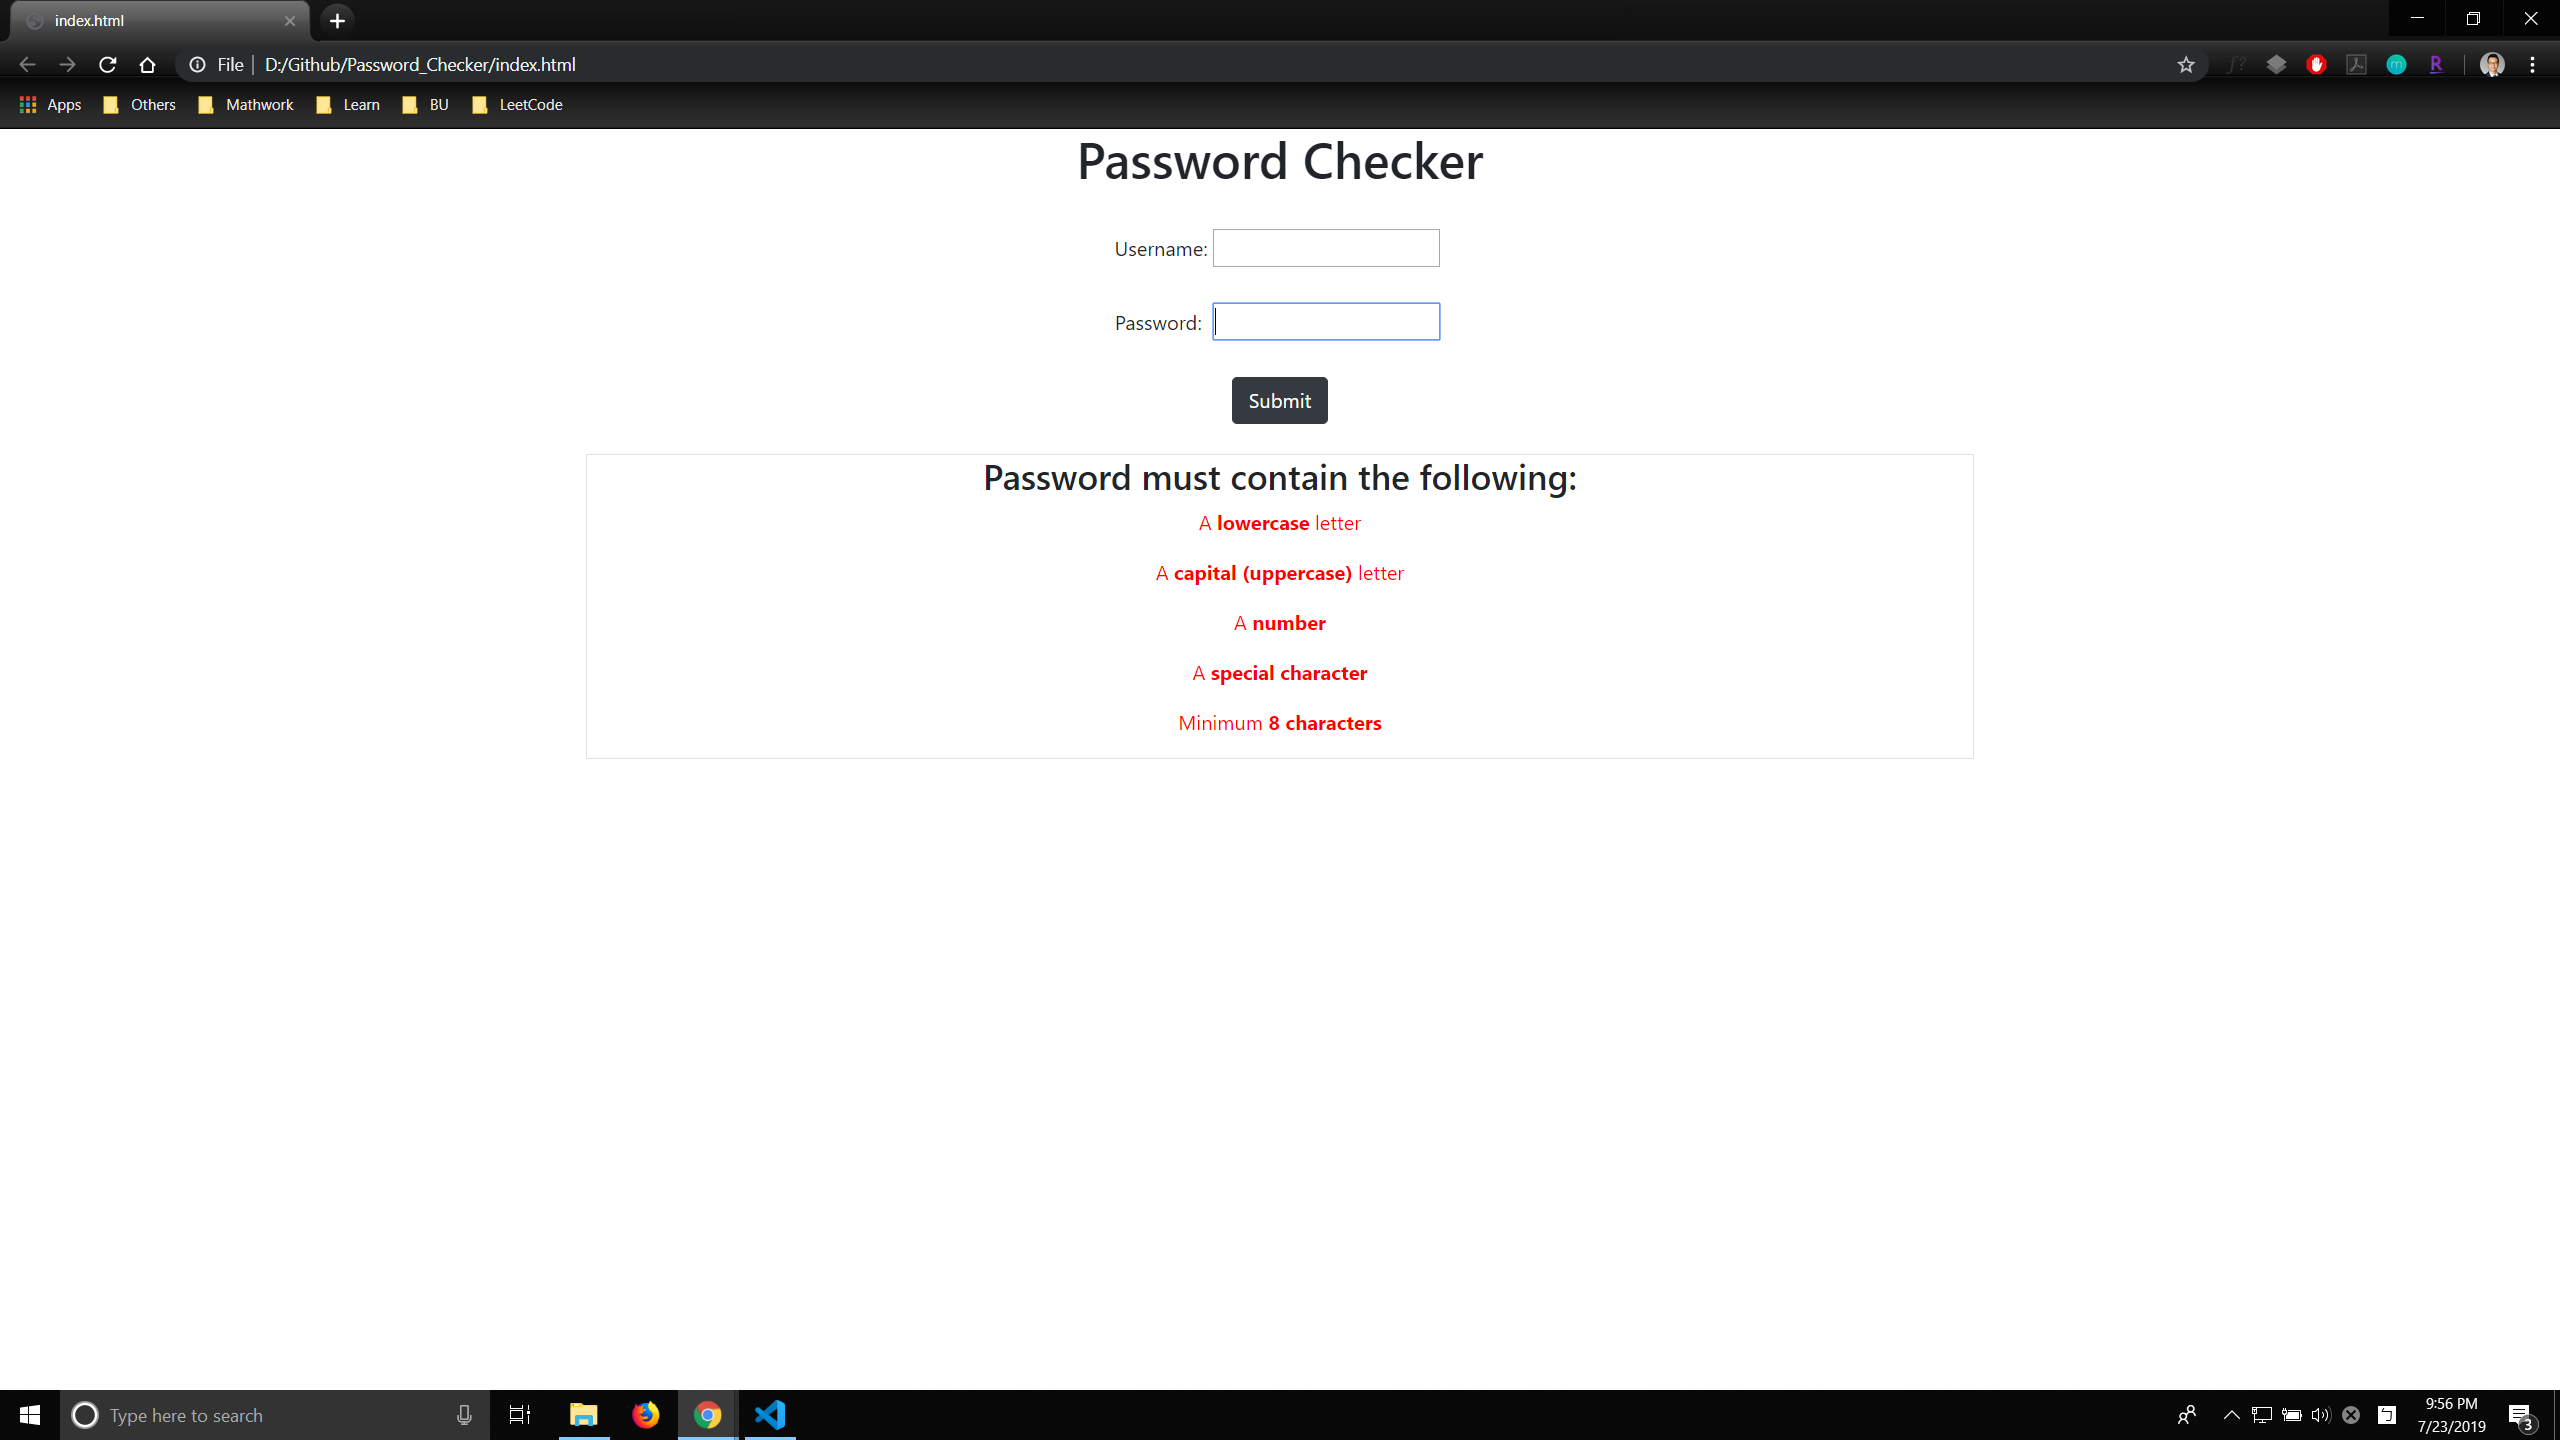 index.html
File | D:/Github/Password_Checker/index.html
f?
m
R
Apps Others Mathwork Learn BU LeetCode
Password Checker
Username:
Password:
Submit
Password must contain the following:
A lowercase letter
A capital (uppercase) letter
A number
A special character
Minimum 8 characters
Type here to search
9:56 PM
7/23/2019
3